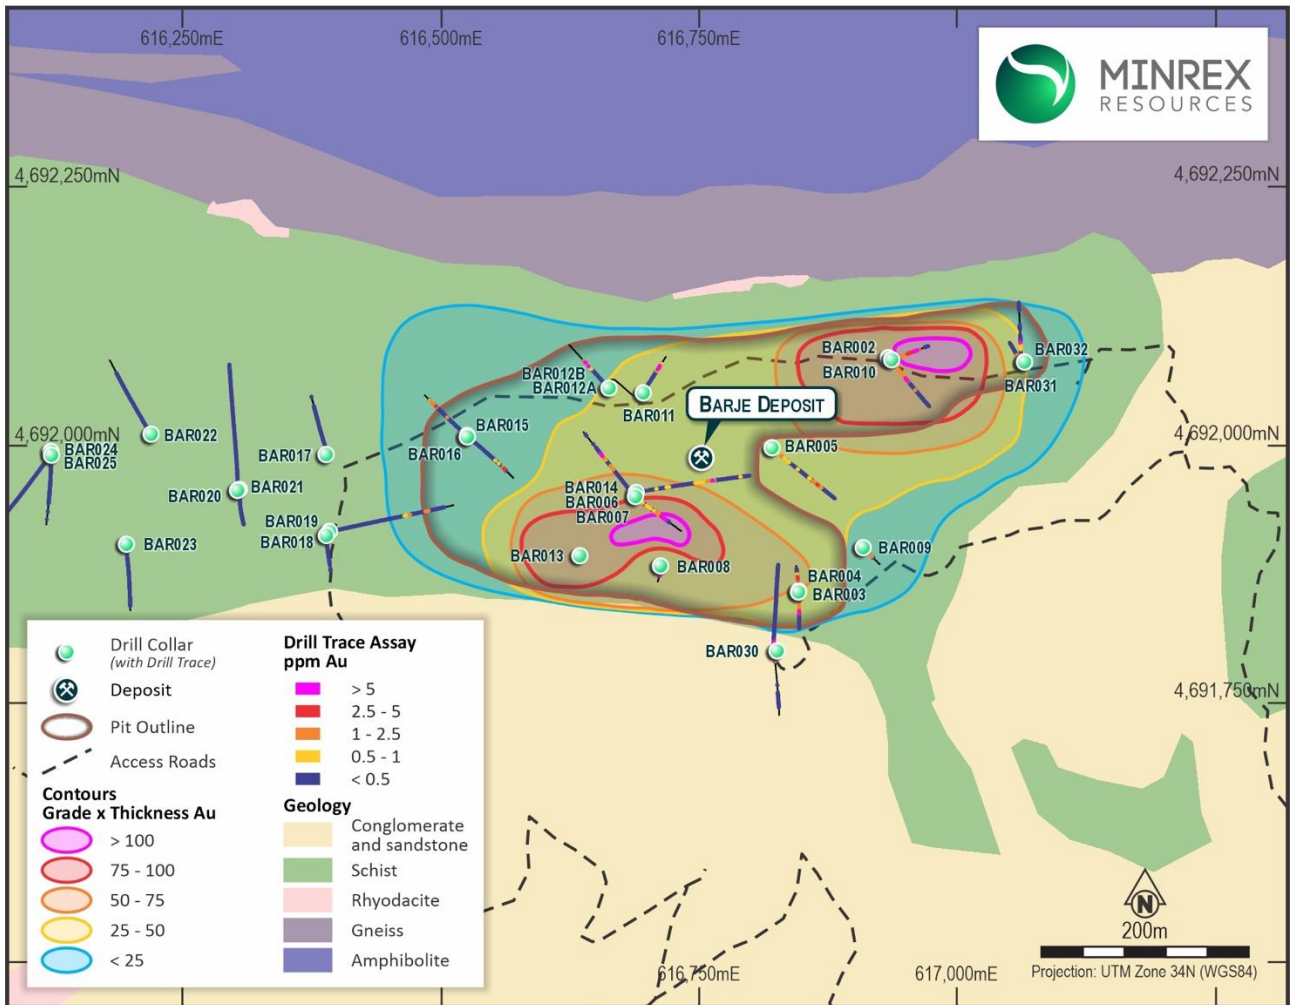 616,250mE
616,500mE
616,750mE
MINREX
RESOURCES
4,692,250mN
4,692,250mN
BAR002
BAR010
BAR032
BAR031
BAR012B
BAR012A
BAR011
BARJE DEPOSIT
BAR015
BAR016
BAR022
BAR024
BAR025
BAR017
4,692,000mN
4,692,000mN
BAR005
BAR020
BAR021
BAR014
BAR006
BAR007
BAR019
BAR018
BAR023
BAR013
BAR008
BAR009
BAR004
BAR003
BAR030
4,691,750mN
Drill Collar
(with Drill Trace)
Deposit
Pit Outline
Access Roads
Contours
Grade x Thickness Au
> 100
75 - 100
50 - 75
25 - 50
< 25
Drill Trace Assay
ppm Au
> 5
2.5 - 5
1 - 2.5
0.5 - 1
< 0.5
Geology
Conglomerate
and sandstone
Schist
Rhyodacite
Gneiss
Amphibolite
N
200m
Projection: UTM Zone 34N (WGS84)
616,750mE
617,000mE